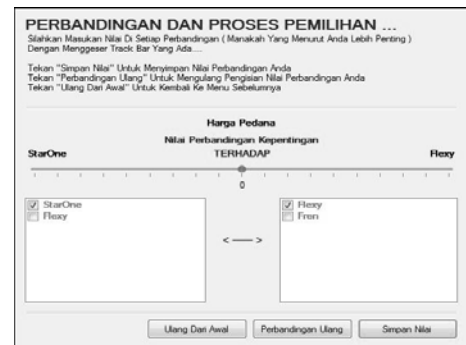 PERBANDINGAN DAN PROSES PEMILIHAN ...
Silahkan Masukan Nilai Di Setiap Perbandingan ( Manakah Yang Menurut Anda Lebih Penting )
Dengan Menggeser Track Bar Yang Ada....
Tekan "Simpan Nilai" Untuk Menyimpan Nilai Perbandingan Anda
Tekan "Perbandingan Ulang" Untuk Mengulang Pengisian Nilai Perbandingan Anda
Tekan "Ulang Dari Awal" Untuk Kembali Ke Menu Sebelumnya
Harga Pedana
Nilai Perbandingan Kepentingan
StarOne TERHADAP Flexy
0
StarOne Flexy
Flexy Fren
< ---- >
Ulang Dari Awal Perbandingan Ulang Simpan Nilai